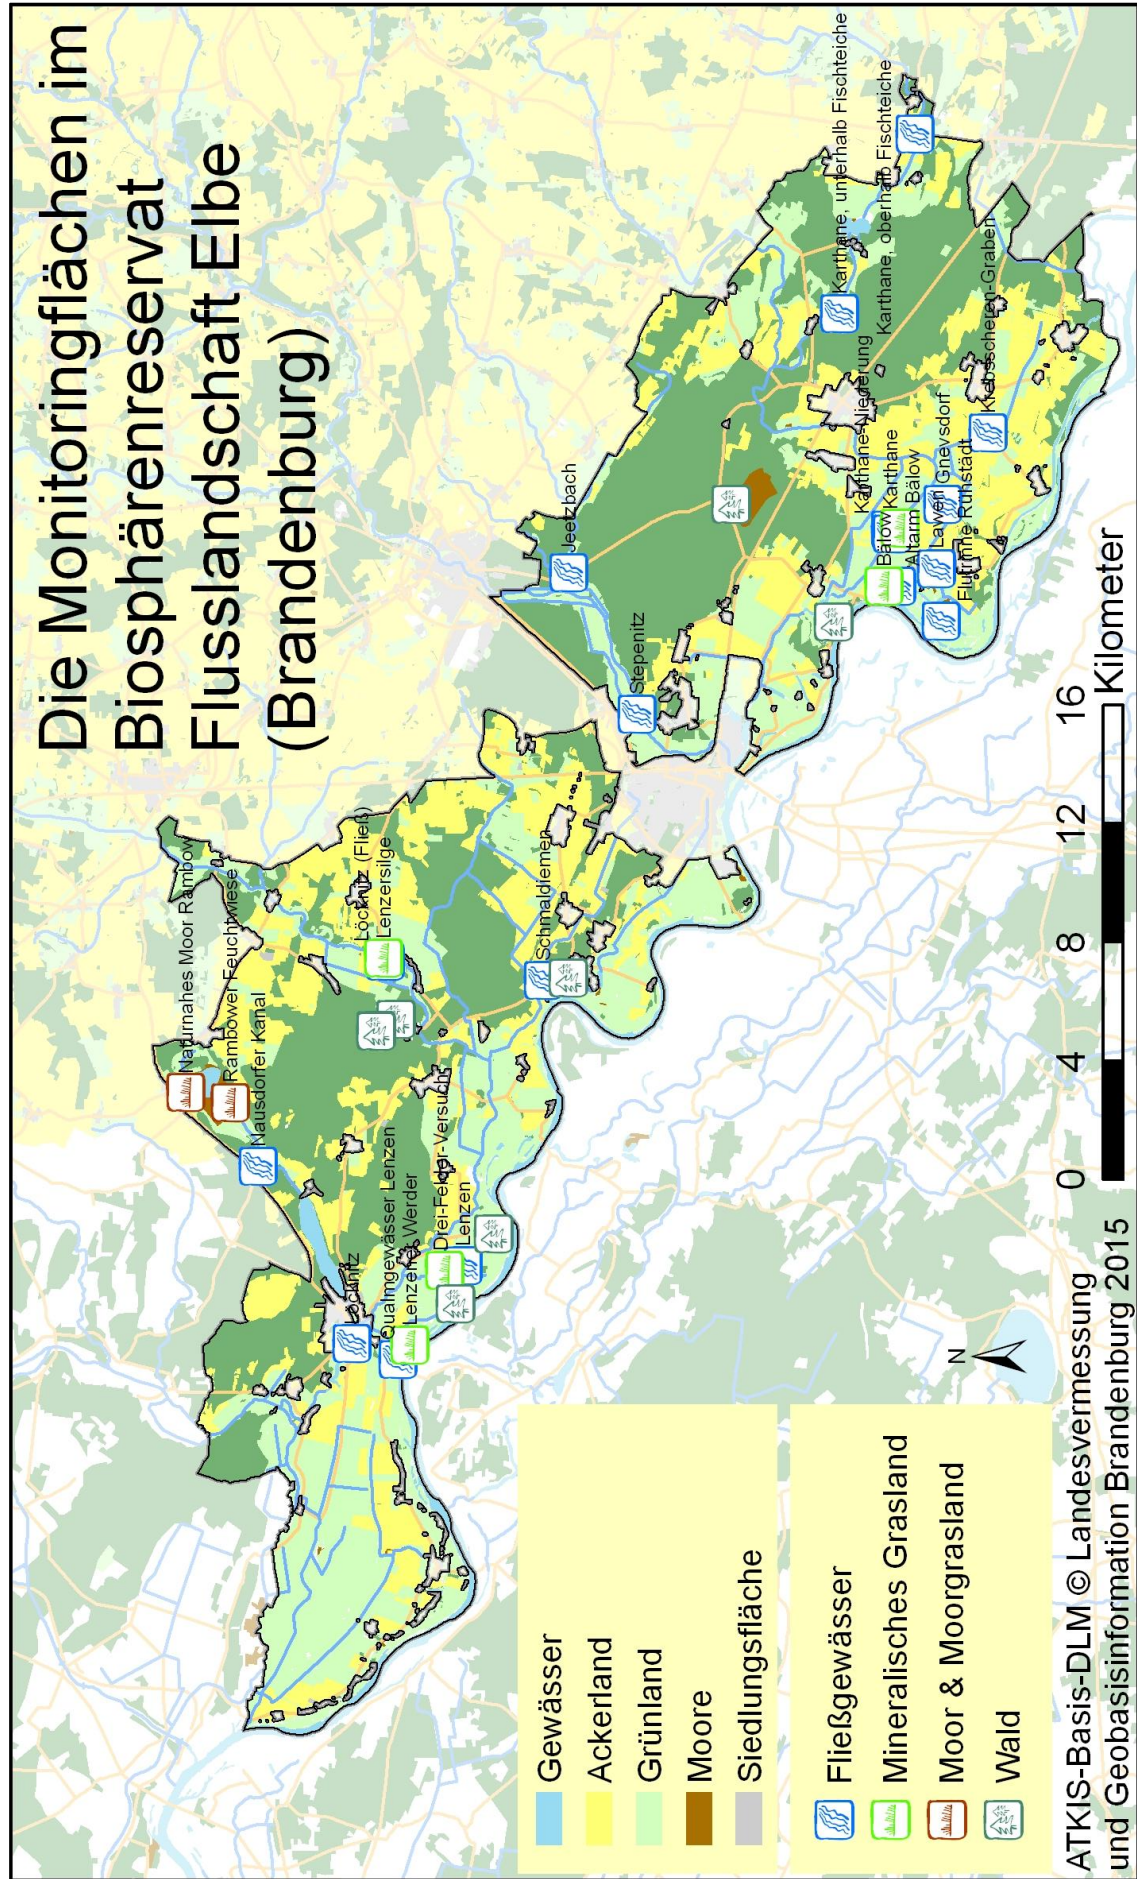 Die Monitoringflächen im
Biosphärenreservat
Flusslandschaft Elbe
(Brandenburg)
Naturnahes Moor Rambow
Rambower Feuchtwiese
Nausdorfer Kanal
Löcknitz (Fließ)
Lenzersilge
Löcknitz
Qualmgewässer Lenzen
Lenzener Werder
Drei-Felder-Versuch
Lenzen
Schmaldiemen
Jeetzbach
Stepenitz
Karthane, unterhalb Fischteiche
Karthane, oberhalb Fischteiche
Karthane-Niederung
Karthane
Bälow
Altarm Bälow
Lawen Gnevsdorf
Flutrinne Rühstädt
Krebsscheren-Graben
Gewässer
Ackerland
Grünland
Moore
Siedlungsfläche
Fließgewässer
Mineralisches Grasland
Moor & Moorgrasland
Wald
N
0 4 8 12 16
Kilometer
ATKIS-Basis-DLM © Landesvermessung
und Geobasisinformation Brandenburg 2015